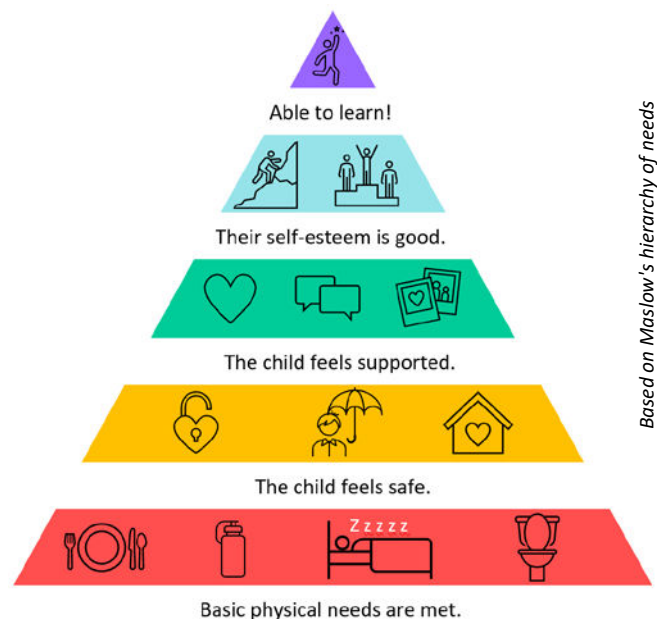 Able to learn!
Their self-esteem is good.
The child feels supported.
The child feels safe.
Z z z z z
Basic physical needs are met.
Based on Maslow's hierarchy of needs